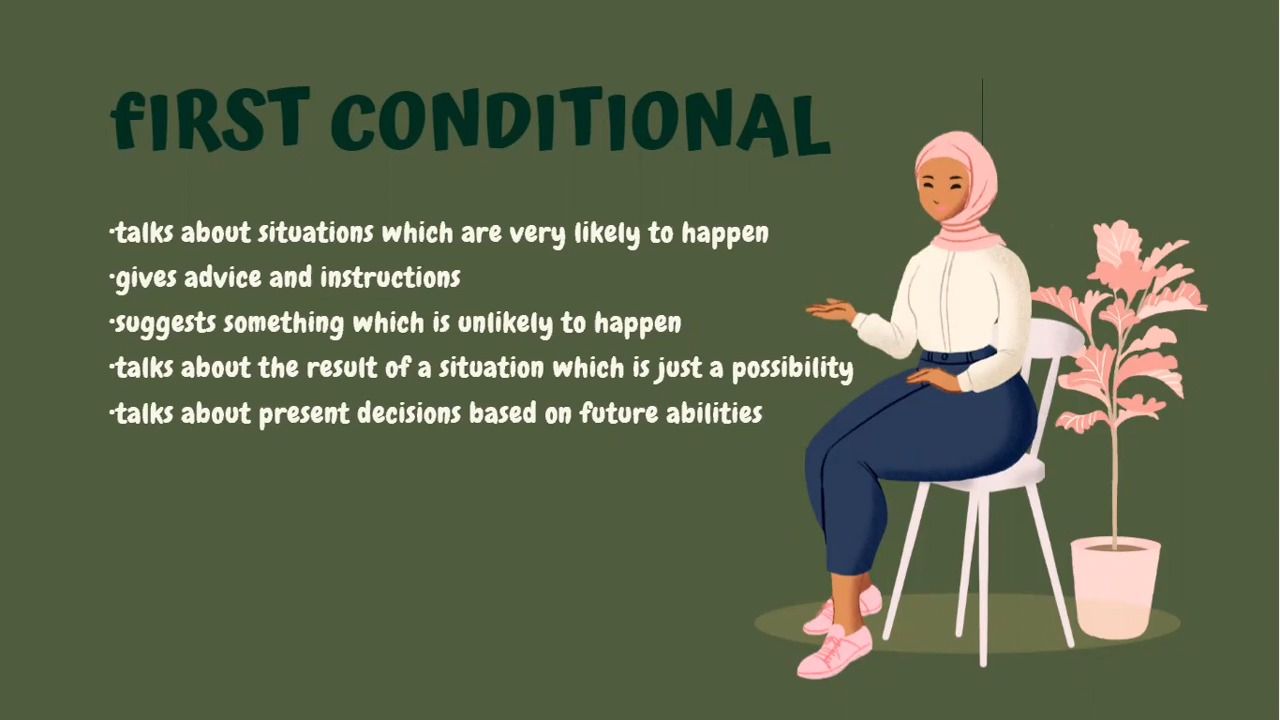 fIRST CONDITIONAL
·talks about situations which are very likely to happen
·gives advice and instructions
·suggests something which is unlikely to happen
·talks about the result of a situation which is just a possibility
·talks about present decisions based on future abilities